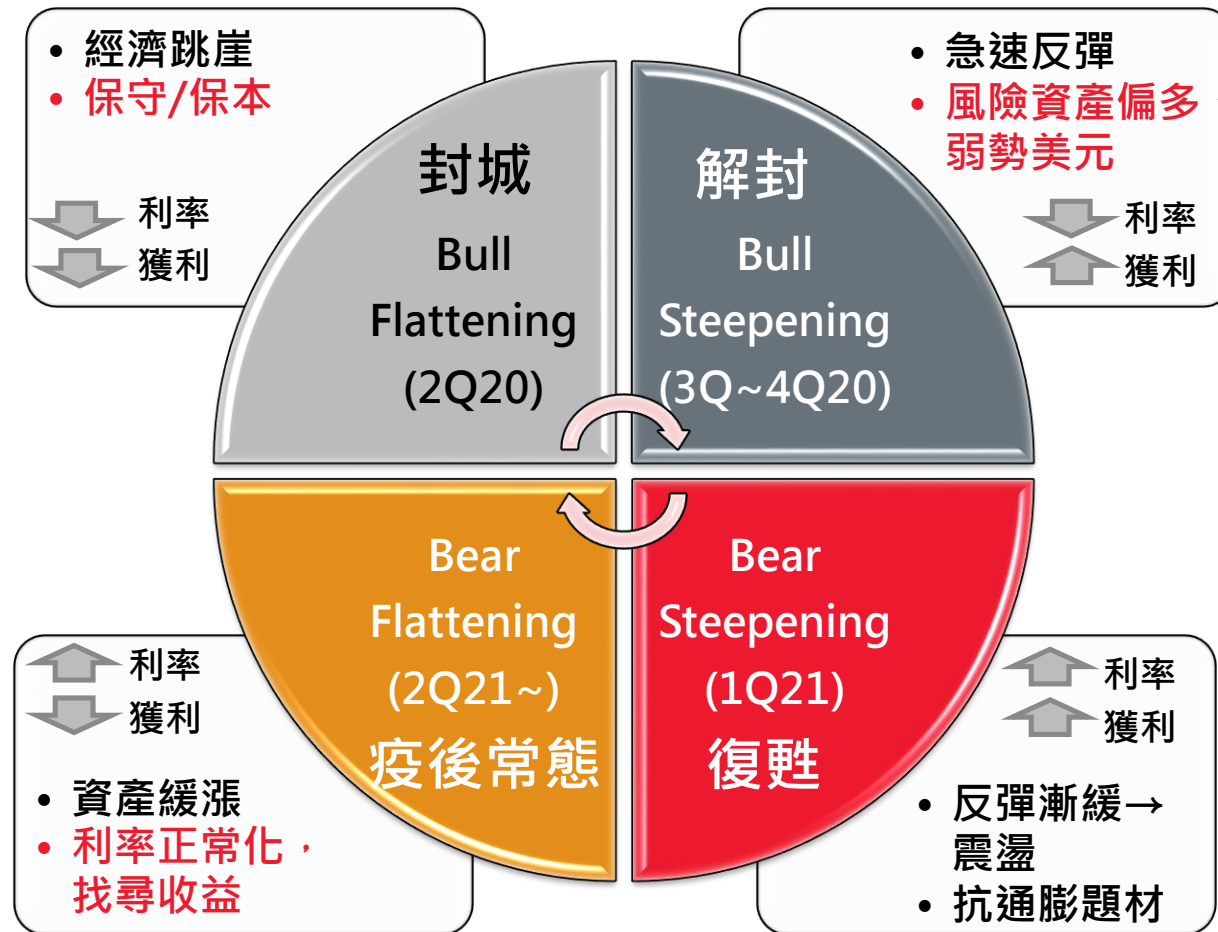 • 經濟跳崖
• 保守/保本
利率
獲利
封城
Bull
Flattening
(2Q20)
• 急速反彈
• 風險資產偏多
弱勢美元
利率
獲利
解封
Bull
Steepening
(3Q~4Q20)
Bear
Flattening
(2Q21~)
疫後常態
利率
獲利
• 資產緩漲
• 利率正常化，
找尋收益
Bear
Steepening
(1Q21)
復甦
利率
獲利
• 反彈漸緩→
震盪
• 抗通膨題材